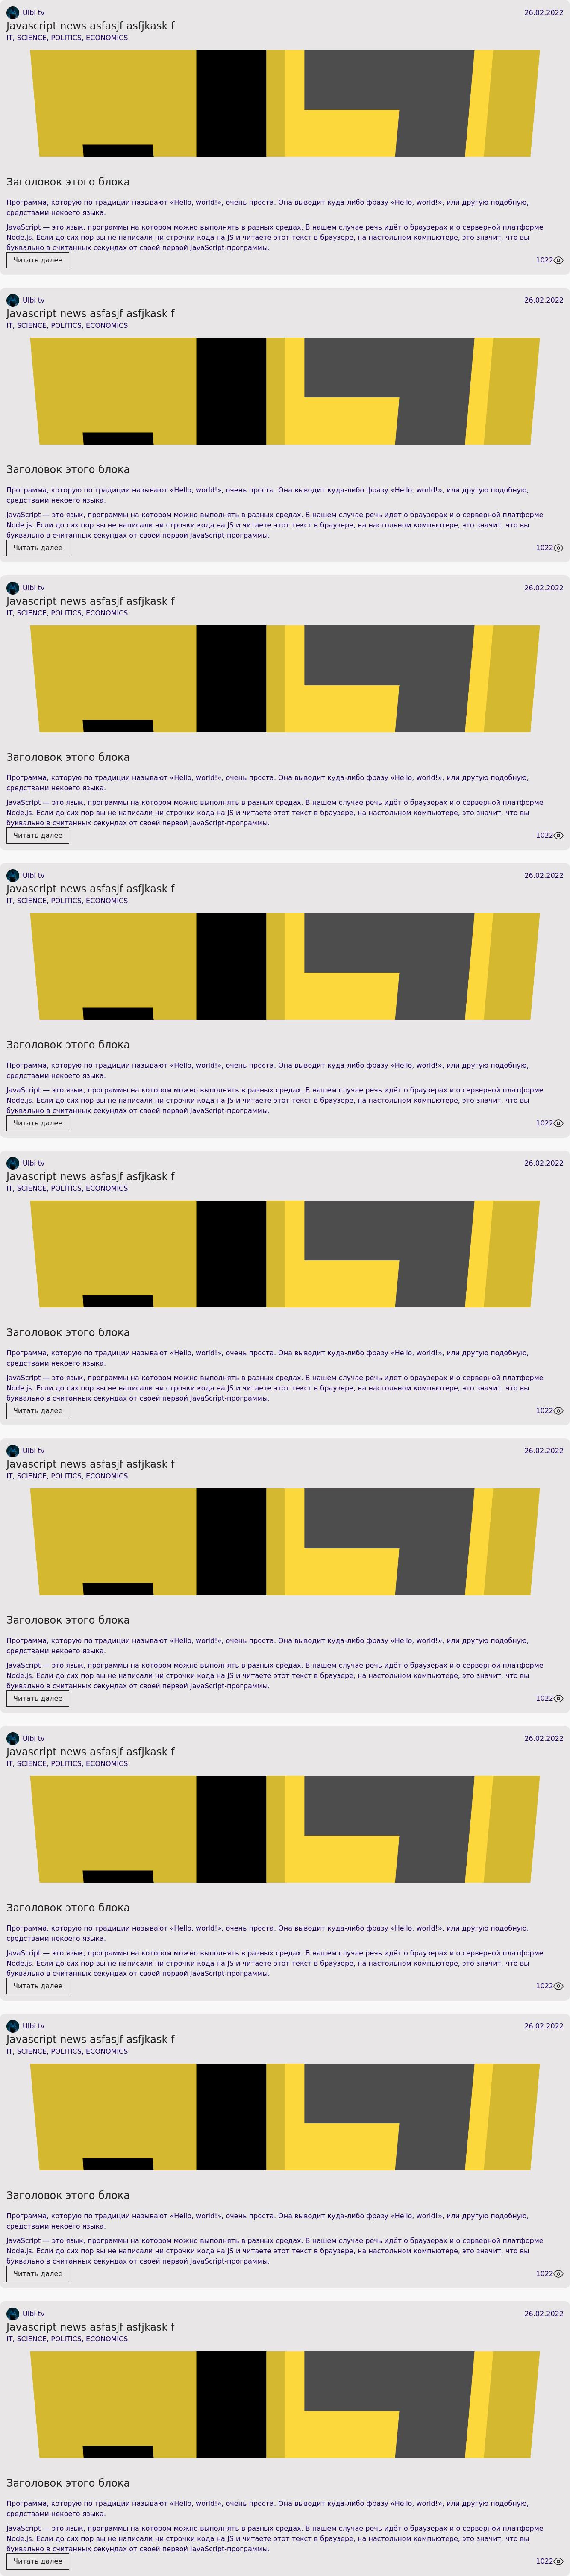 Ulbi tv 26.02.2022
Javascript news asfasjf asfjkask f
IT, SCIENCE, POLITICS, ECONOMICS
Заголовок этого блока
Программа, которую по традиции называют «Hello, world!», очень проста. Она выводит куда-либо фразу «Hello, world!», или другую подобную,
средствами некоего языка.
JavaScript — это язык, программы на котором можно выполнять в разных средах. В нашем случае речь идёт о браузерах и о серверной платформе
Node.js. Если до сих пор вы не написали ни строчки кода на JS и читаете этот текст в браузере, на настольном компьютере, это значит, что вы
буквально в считанных секундах от своей первой JavaScript-программы.
Читать далее 1022
Ulbi tv 26.02.2022
Javascript news asfasjf asfjkask f
IT, SCIENCE, POLITICS, ECONOMICS
Заголовок этого блока
Программа, которую по традиции называют «Hello, world!», очень проста. Она выводит куда-либо фразу «Hello, world!», или другую подобную,
средствами некоего языка.
JavaScript — это язык, программы на котором можно выполнять в разных средах. В нашем случае речь идёт о браузерах и о серверной платформе
Node.js. Если до сих пор вы не написали ни строчки кода на JS и читаете этот текст в браузере, на настольном компьютере, это значит, что вы
буквально в считанных секундах от своей первой JavaScript-программы.
Читать далее 1022
Ulbi tv 26.02.2022
Javascript news asfasjf asfjkask f
IT, SCIENCE, POLITICS, ECONOMICS
Заголовок этого блока
Программа, которую по традиции называют «Hello, world!», очень проста. Она выводит куда-либо фразу «Hello, world!», или другую подобную,
средствами некоего языка.
JavaScript — это язык, программы на котором можно выполнять в разных средах. В нашем случае речь идёт о браузерах и о серверной платформе
Node.js. Если до сих пор вы не написали ни строчки кода на JS и читаете этот текст в браузере, на настольном компьютере, это значит, что вы
буквально в считанных секундах от своей первой JavaScript-программы.
Читать далее 1022
Ulbi tv 26.02.2022
Javascript news asfasjf asfjkask f
IT, SCIENCE, POLITICS, ECONOMICS
Заголовок этого блока
Программа, которую по традиции называют «Hello, world!», очень проста. Она выводит куда-либо фразу «Hello, world!», или другую подобную,
средствами некоего языка.
JavaScript — это язык, программы на котором можно выполнять в разных средах. В нашем случае речь идёт о браузерах и о серверной платформе
Node.js. Если до сих пор вы не написали ни строчки кода на JS и читаете этот текст в браузере, на настольном компьютере, это значит, что вы
буквально в считанных секундах от своей первой JavaScript-программы.
Читать далее 1022
Ulbi tv 26.02.2022
Javascript news asfasjf asfjkask f
IT, SCIENCE, POLITICS, ECONOMICS
Заголовок этого блока
Программа, которую по традиции называют «Hello, world!», очень проста. Она выводит куда-либо фразу «Hello, world!», или другую подобную,
средствами некоего языка.
JavaScript — это язык, программы на котором можно выполнять в разных средах. В нашем случае речь идёт о браузерах и о серверной платформе
Node.js. Если до сих пор вы не написали ни строчки кода на JS и читаете этот текст в браузере, на настольном компьютере, это значит, что вы
буквально в считанных секундах от своей первой JavaScript-программы.
Читать далее 1022
Ulbi tv 26.02.2022
Javascript news asfasjf asfjkask f
IT, SCIENCE, POLITICS, ECONOMICS
Заголовок этого блока
Программа, которую по традиции называют «Hello, world!», очень проста. Она выводит куда-либо фразу «Hello, world!», или другую подобную,
средствами некоего языка.
JavaScript — это язык, программы на котором можно выполнять в разных средах. В нашем случае речь идёт о браузерах и о серверной платформе
Node.js. Если до сих пор вы не написали ни строчки кода на JS и читаете этот текст в браузере, на настольном компьютере, это значит, что вы
буквально в считанных секундах от своей первой JavaScript-программы.
Читать далее 1022
Ulbi tv 26.02.2022
Javascript news asfasjf asfjkask f
IT, SCIENCE, POLITICS, ECONOMICS
Заголовок этого блока
Программа, которую по традиции называют «Hello, world!», очень проста. Она выводит куда-либо фразу «Hello, world!», или другую подобную,
средствами некоего языка.
JavaScript — это язык, программы на котором можно выполнять в разных средах. В нашем случае речь идёт о браузерах и о серверной платформе
Node.js. Если до сих пор вы не написали ни строчки кода на JS и читаете этот текст в браузере, на настольном компьютере, это значит, что вы
буквально в считанных секундах от своей первой JavaScript-программы.
Читать далее 1022
Ulbi tv 26.02.2022
Javascript news asfasjf asfjkask f
IT, SCIENCE, POLITICS, ECONOMICS
Заголовок этого блока
Программа, которую по традиции называют «Hello, world!», очень проста. Она выводит куда-либо фразу «Hello, world!», или другую подобную,
средствами некоего языка.
JavaScript — это язык, программы на котором можно выполнять в разных средах. В нашем случае речь идёт о браузерах и о серверной платформе
Node.js. Если до сих пор вы не написали ни строчки кода на JS и читаете этот текст в браузере, на настольном компьютере, это значит, что вы
буквально в считанных секундах от своей первой JavaScript-программы.
Читать далее 1022
Ulbi tv 26.02.2022
Javascript news asfasjf asfjkask f
IT, SCIENCE, POLITICS, ECONOMICS
Заголовок этого блока
Программа, которую по традиции называют «Hello, world!», очень проста. Она выводит куда-либо фразу «Hello, world!», или другую подобную,
средствами некоего языка.
JavaScript — это язык, программы на котором можно выполнять в разных средах. В нашем случае речь идёт о браузерах и о серверной платформе
Node.js. Если до сих пор вы не написали ни строчки кода на JS и читаете этот текст в браузере, на настольном компьютере, это значит, что вы
буквально в считанных секундах от своей первой JavaScript-программы.
Читать далее 1022